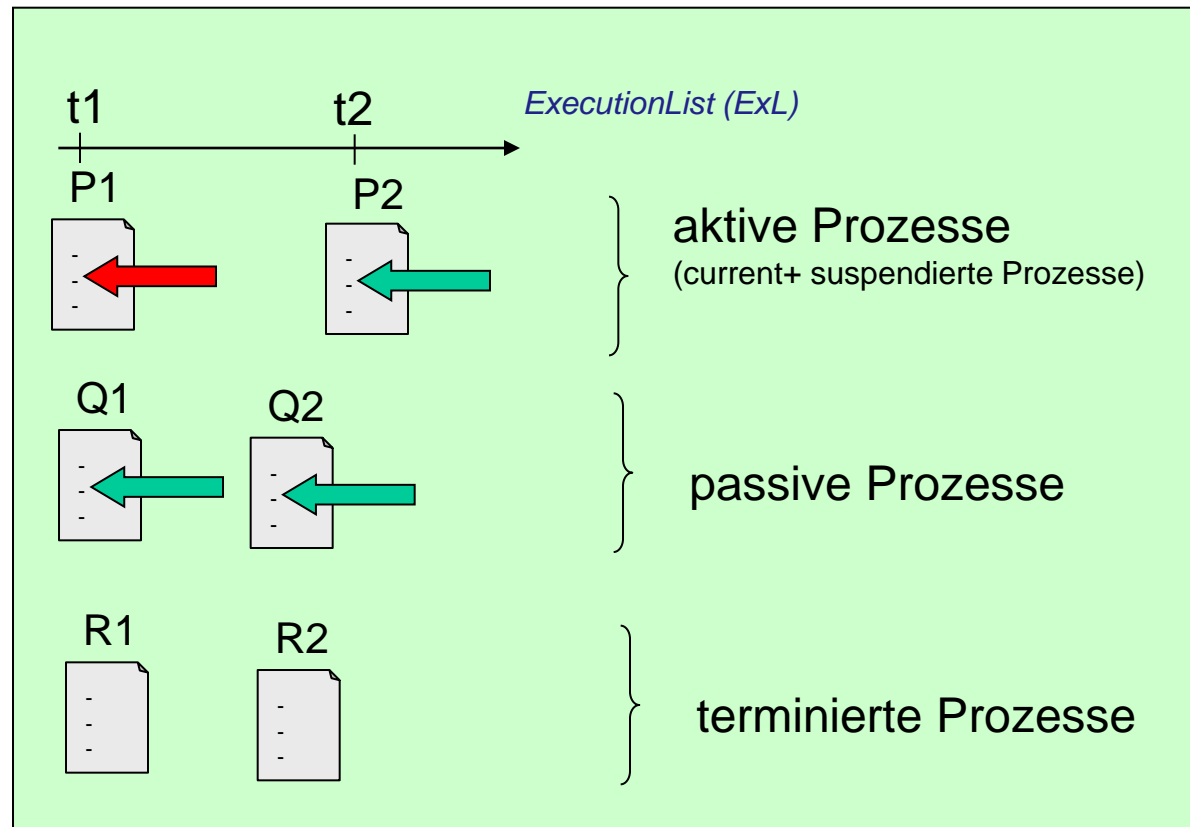 t1 t2 ExecutionList (ExL)
P1 P2
-
-
-
-
-
-
aktive Prozesse
(current+ suspendierte Prozesse)
Q1 Q2
-
-
-
-
-
-
passive Prozesse
R1 R2
-
-
-
-
-
-
terminierte Prozesse